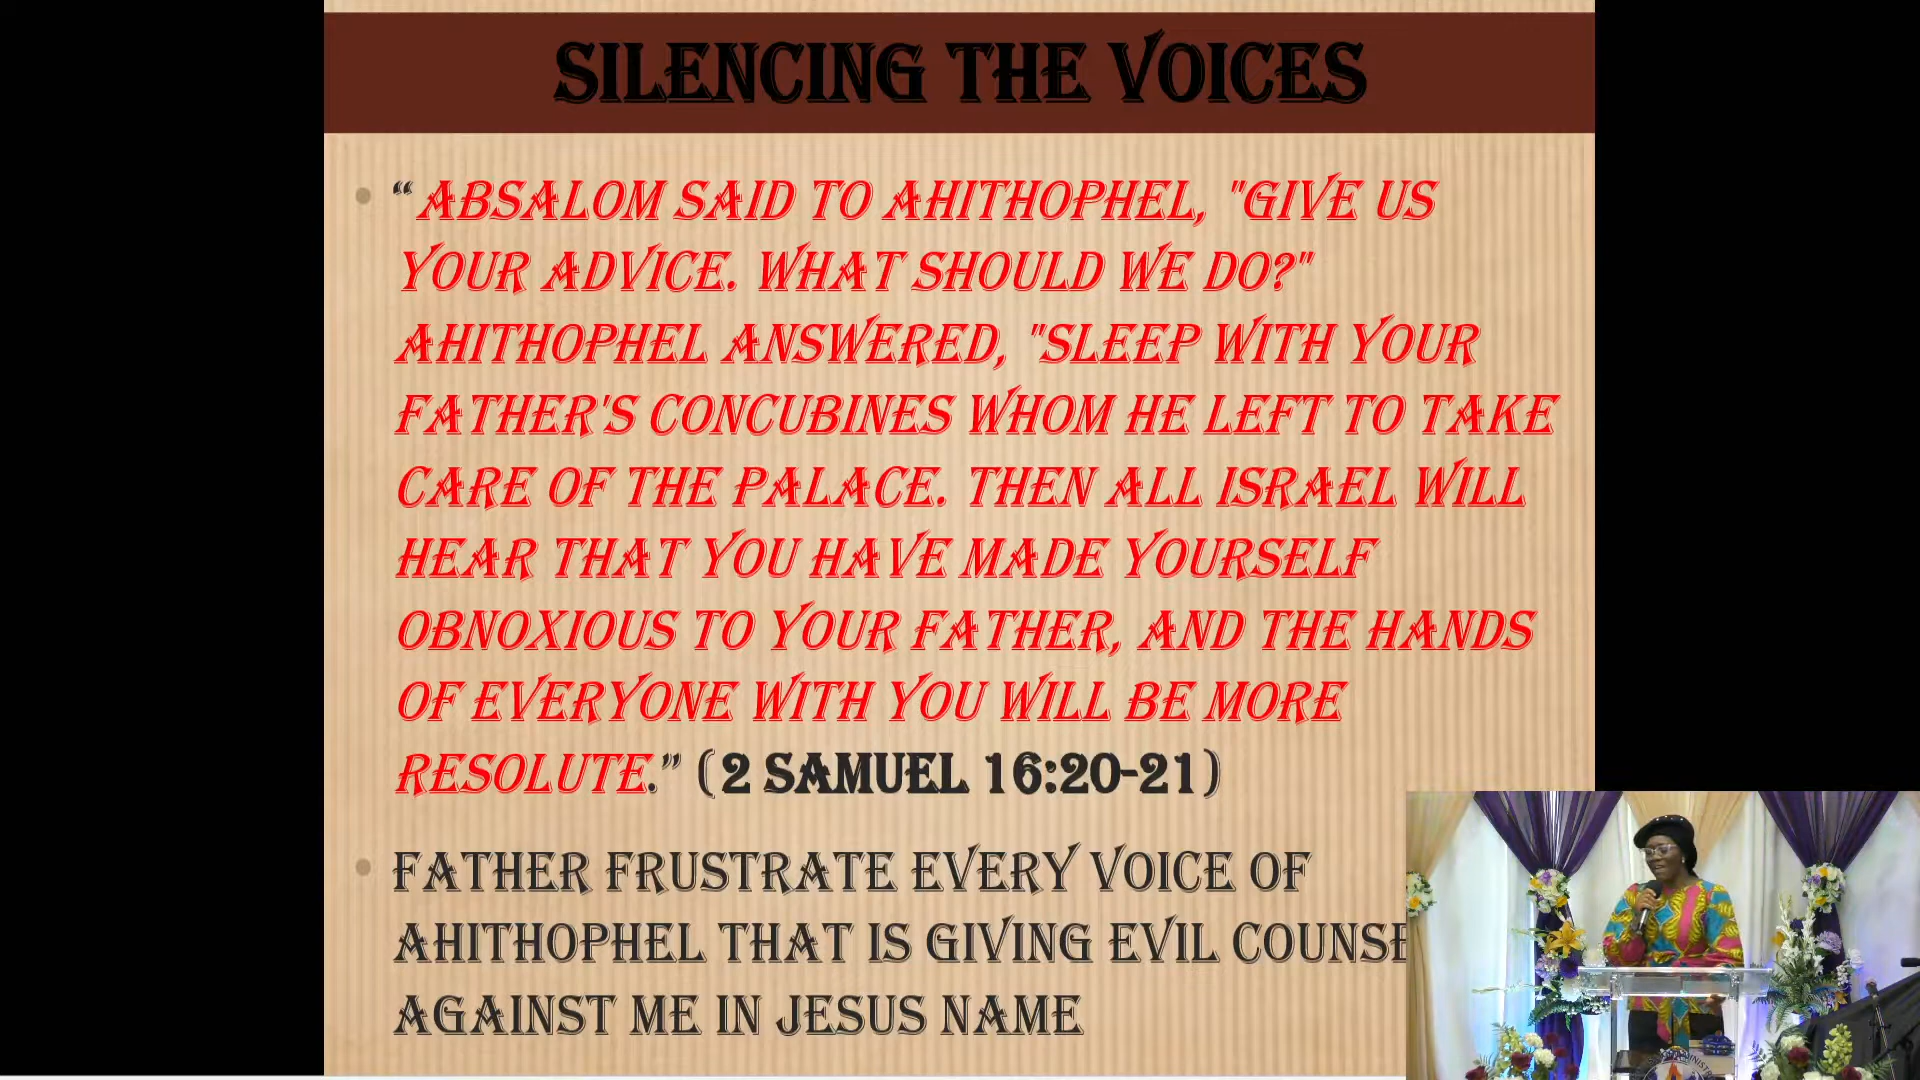 SILENCING THE VOICES
“ABSALOM SAID TO AHITHOPHEL, "GIVE US
YOUR ADVICE. WHAT SHOULD WE DO?"
AHITHOPHEL ANSWERED, "SLEEP WITH YOUR
FATHER'S CONCUBINES WHOM HE LEFT TO TAKE
CARE OF THE PALACE. THEN ALL ISRAEL WILL
HEAR THAT YOU HAVE MADE YOURSELF
OBNOXIOUS TO YOUR FATHER, AND THE HANDS
OF EVERYONE WITH YOU WILL BE MORE
RESOLUTE.” (2 SAMUEL 16:20-21)
FATHER FRUSTRATE EVERY VOICE OF
AHITHOPHEL THAT IS GIVING EVIL
AGAINST ME IN JESUS NAME